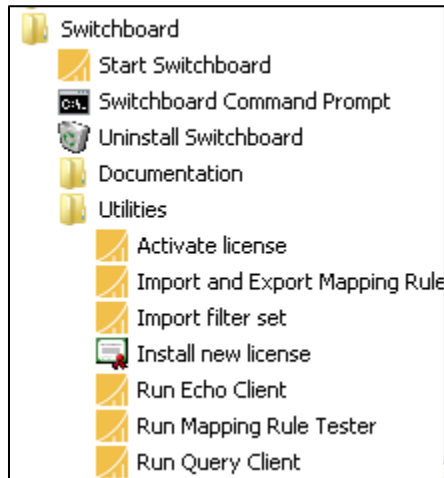 Switchboard
Start Switchboard
Switchboard Command Prompt
Uninstall Switchboard
Documentation
Utilities
Activate license
Import and Export Mapping Rule
Import filter set
Install new license
Run Echo Client
Run Mapping Rule Tester
Run Query Client